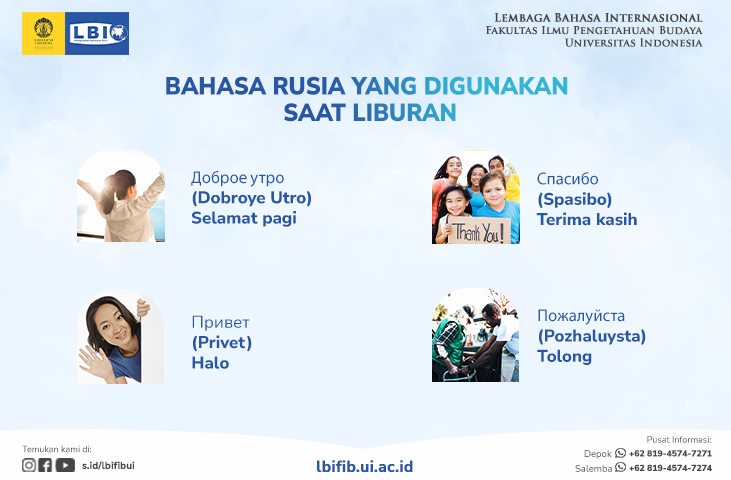 LBI
LEMBAGA BAHASA INTERNASIONAL
FAKULTAS ILMU PENGETAHUAN BUDAYA
UNIVERSITAS INDONESIA
BAHASA RUSIA YANG DIGUNAKAN
SAAT LIBURAN
Доброе утро
(Dobroye Utro)
Selamat pagi
Спасибо
(Spasibo)
Terima kasih
Thank You!
Привет
(Privet)
Halo
Пожалуйста
(Pozhaluysta)
Tolong
Temukan kami di:
s.id/lbifibui
lbifib.ui.ac.id
Pusat Informasi:
Depok +62 819-4574-7271
Salemba +62 819-4574-7274